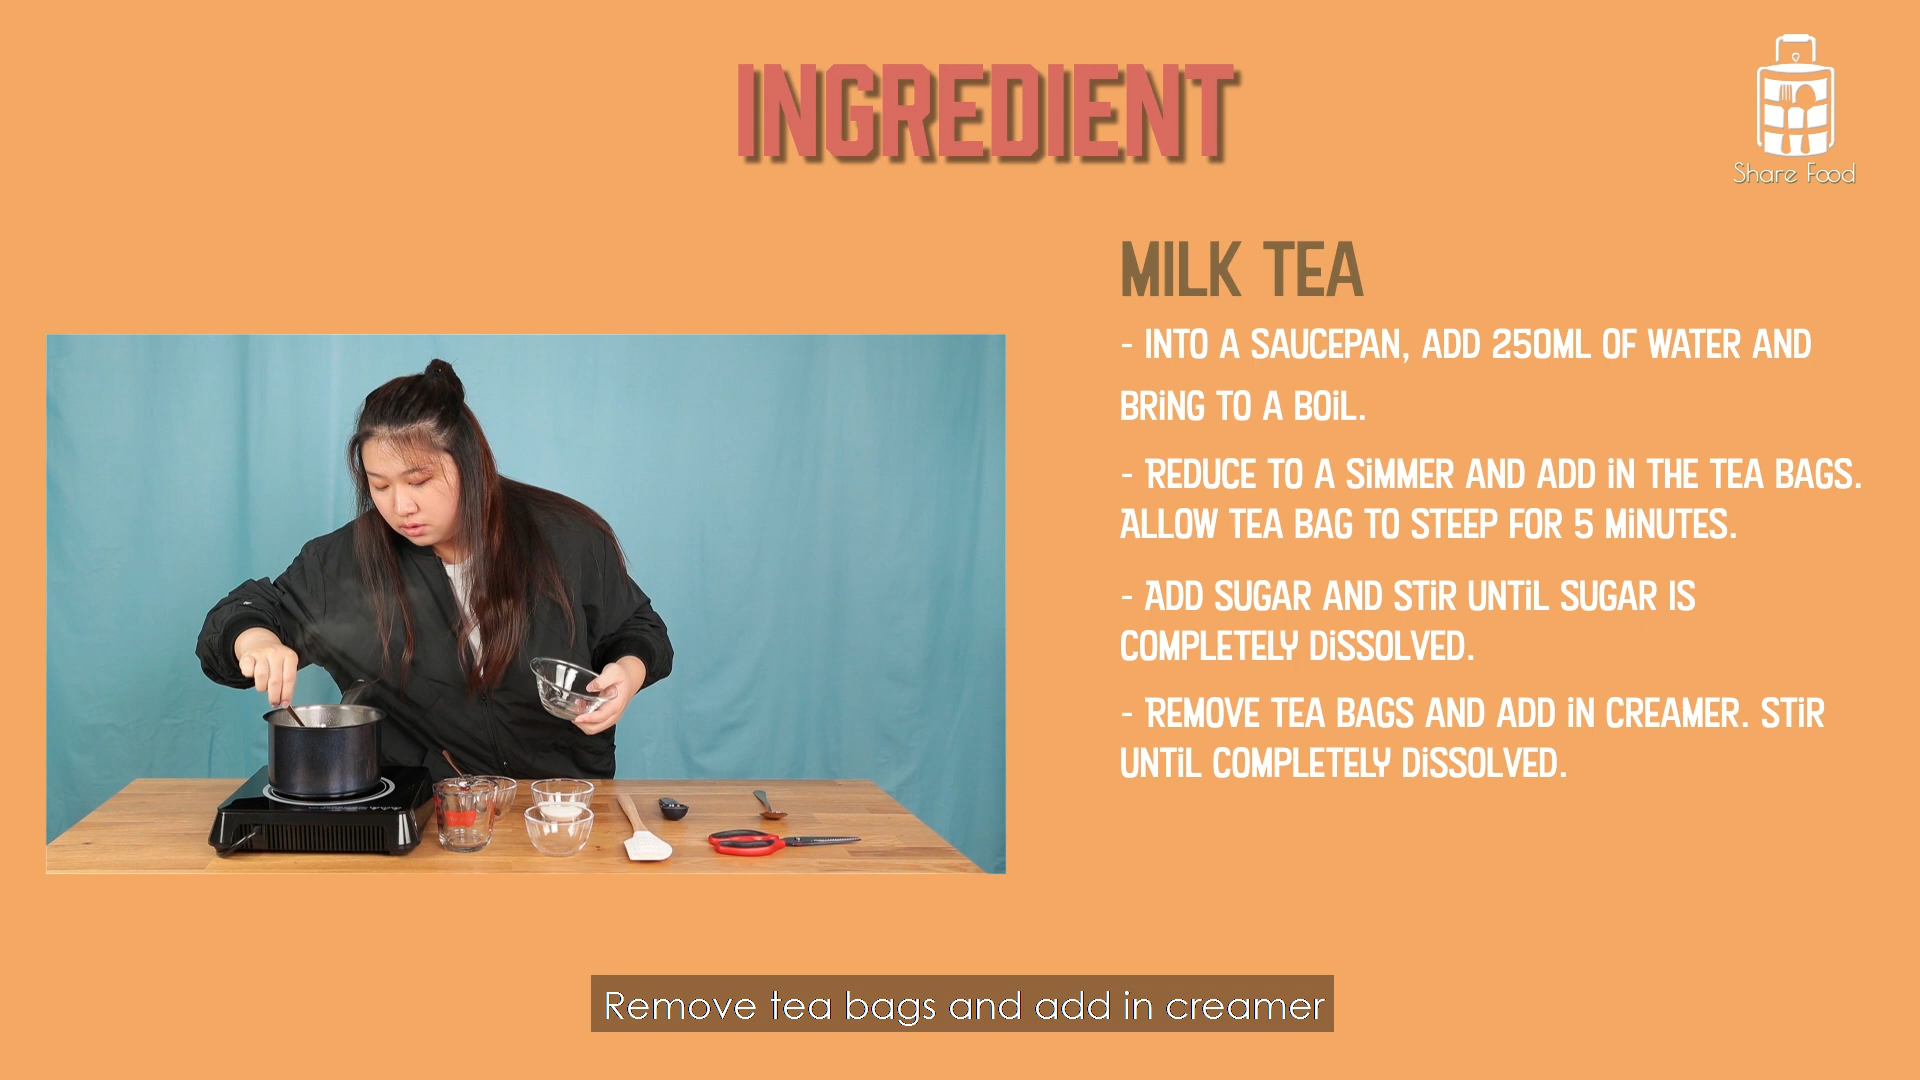 INGREDIENT
Share Food
MILK TEA
- INTO A SAUCEPAN, ADD 250ML OF WATER AND
BRING TO A BOIL.
- REDUCE TO A SIMMER AND ADD IN THE TEA BAGS.
ALLOW TEA BAG TO STEEP FOR 5 MINUTES.
- ADD SUGAR AND STIR UNTIL SUGAR IS
COMPLETELY DISSOLVED.
- REMOVE TEA BAGS AND ADD IN CREAMER. STIR
UNTIL COMPLETELY DISSOLVED.
Remove tea bags and add in creamer